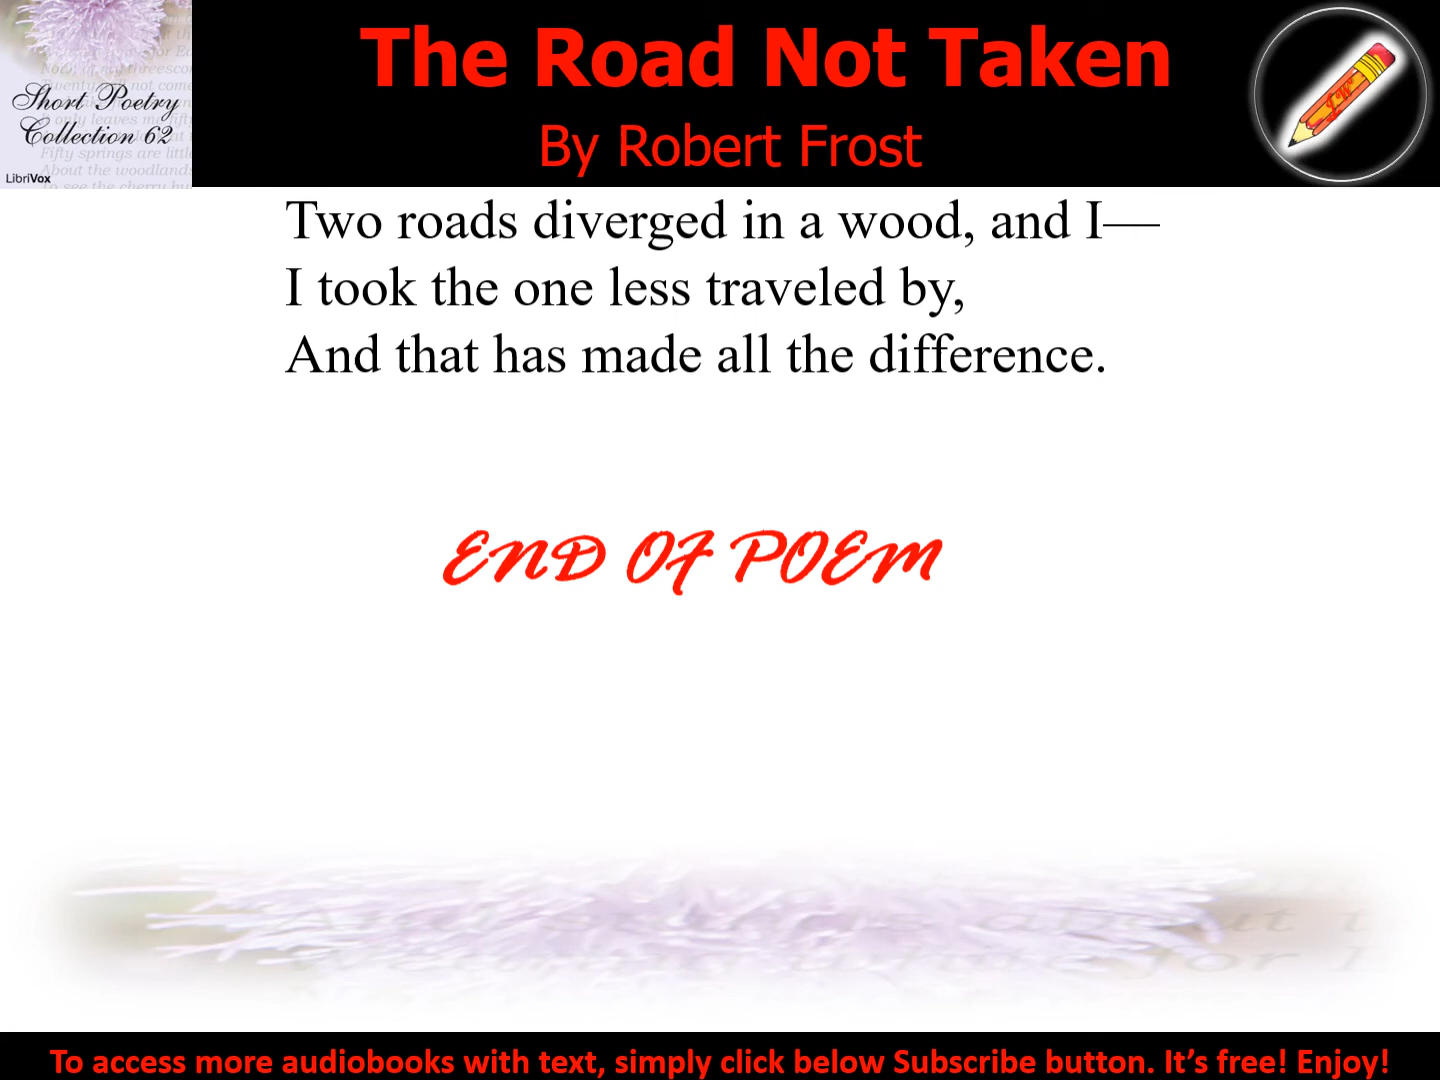 Short Poetry
Collection 62
LibriVox
The Road Not Taken
By Robert Frost
Two roads diverged in a wood, and I—
I took the one less traveled by,
And that has made all the difference.
END OF POEM
To access more audiobooks with text, simply click below Subscribe button. It's free! Enjoy!